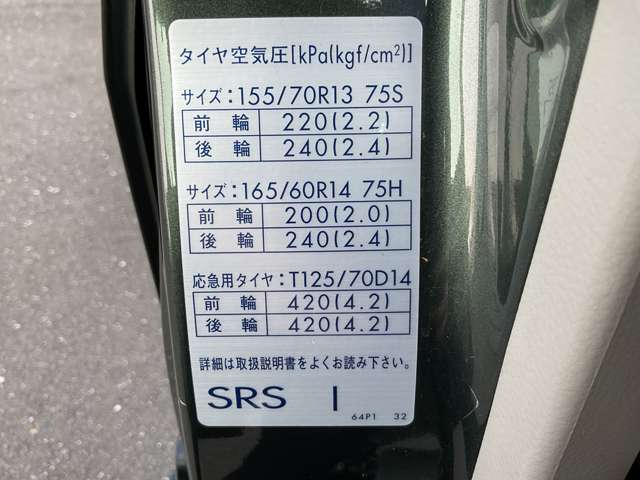 タイヤ空気圧[kPa(kgf/cm²)]
サイズ：155/70R13 75S
前輪 220(2.2)
後輪 240(2.4)
サイズ：165/60R14 75H
前輪 200(2.0)
後輪 240(2.4)
応急用タイヤ：T125/70D14
前輪 420(4.2)
後輪 420(4.2)
詳細は取扱説明書をよくお読み下さい。
SRS I
64P1 32